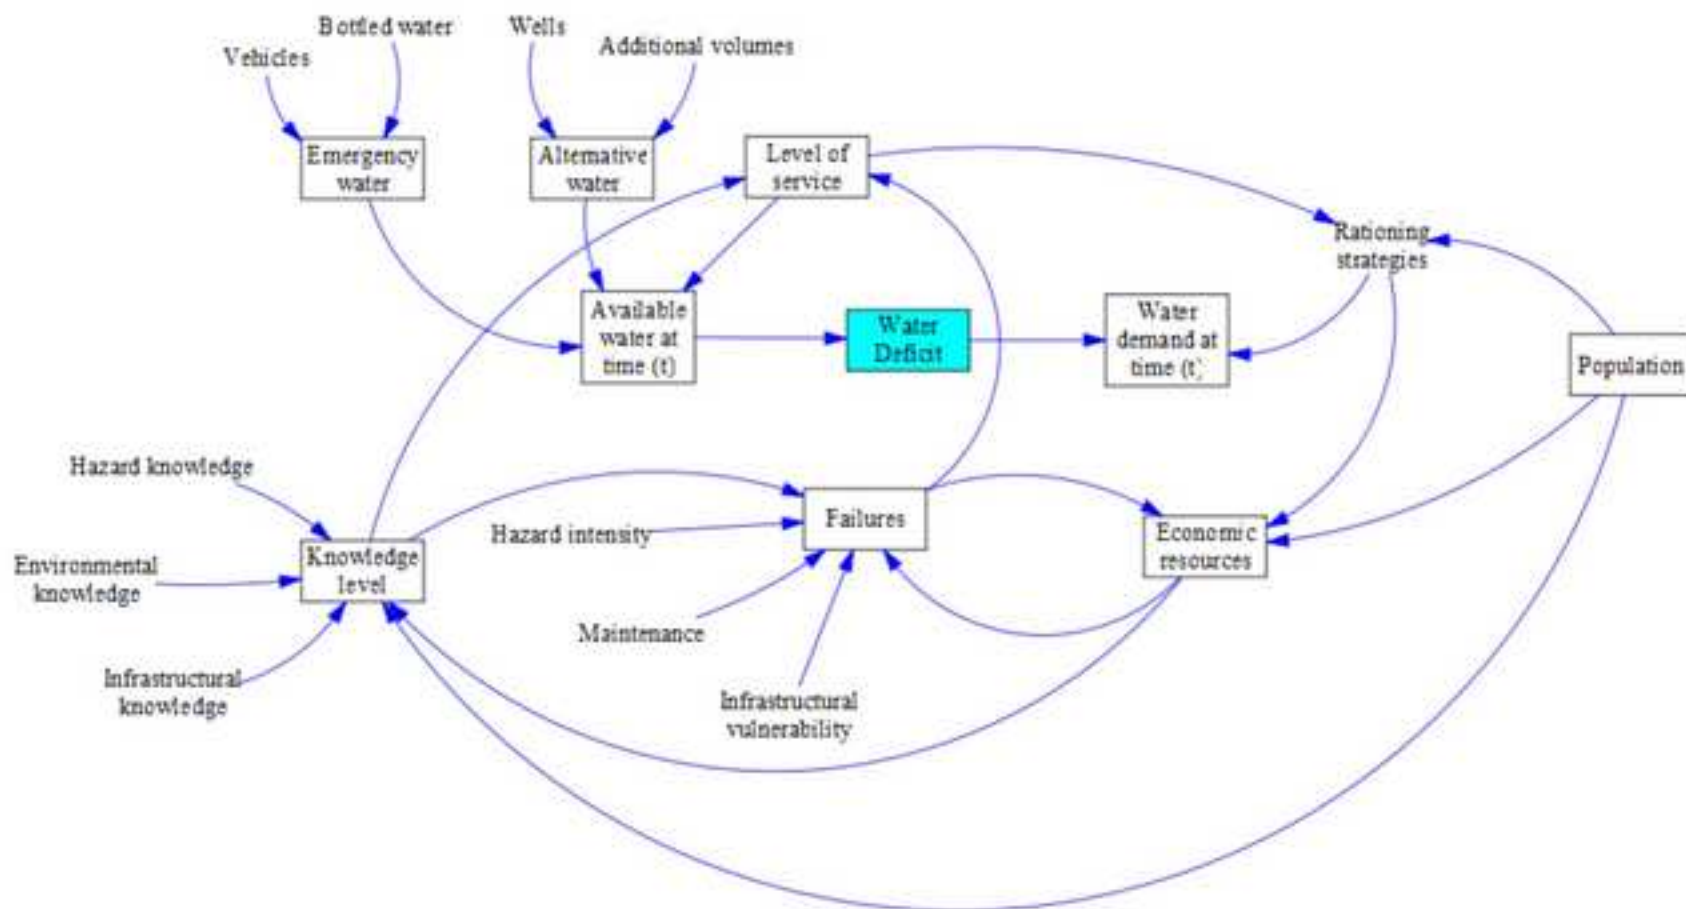 Bottled water
Wells
Vehicles
Additional volumes
Emergency
water
Alternative
water
Level of
service
Rationing
strategies
Available
water at
time (t)
Water
Deficit
Water
demand at
time (t)
Population
Hazard knowledge
Hazard intensity
Failures
Economic
resources
Environmental
knowledge
Knowledge
level
Maintenance
Infrastructural
knowledge
Infrastructural
vulnerability